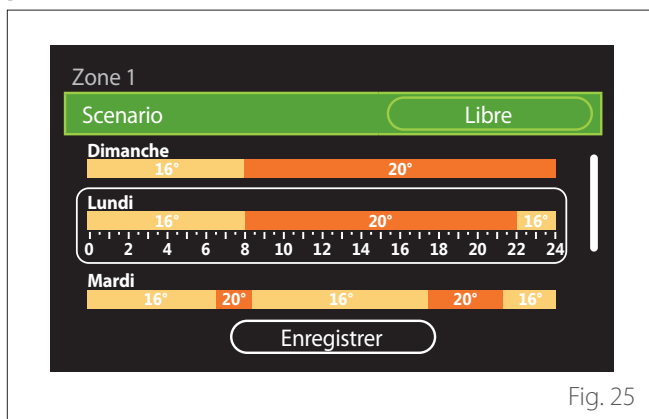 Zone 1
Scenario Libre
Dimanche
16° 20°
Lundi
16° 20° 16°
0 2 4 6 8 10 12 14 16 18 20 22 24
Mardi
16° 20° 16° 20° 16°
Enregistrer
Fig. 25